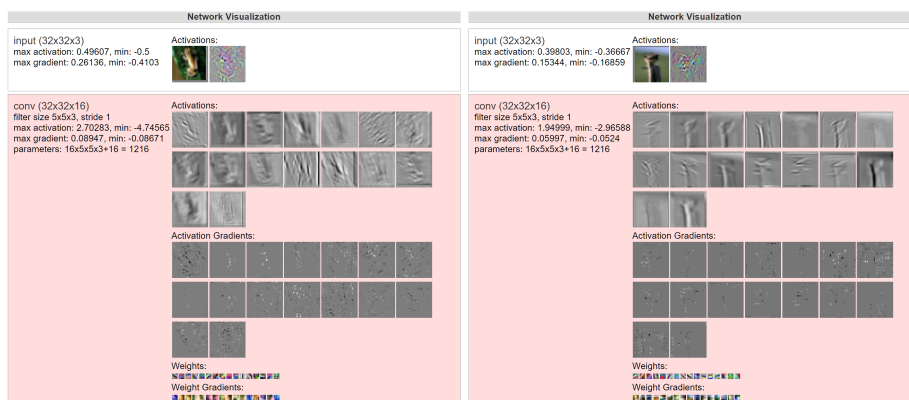 Network Visualization
input (32x32x3)
max activation: 0.49607, min: -0.5
max gradient: 0.26136, min: -0.4103
Activations:
conv (32x32x16)
filter size 5x5x3, stride 1
max activation: 2.70283, min: -4.74565
max gradient: 0.08947, min: -0.08671
parameters: 16x5x5x3+16 = 1216
Activations:
Activation Gradients:
Weights:
Weight Gradients:
Network Visualization
input (32x32x3)
max activation: 0.39803, min: -0.36667
max gradient: 0.15344, min: -0.16859
Activations:
conv (32x32x16)
filter size 5x5x3, stride 1
max activation: 1.94999, min: -2.96588
max gradient: 0.05997, min: -0.0524
parameters: 16x5x5x3+16 = 1216
Activations:
Activation Gradients:
Weights:
Weight Gradients: